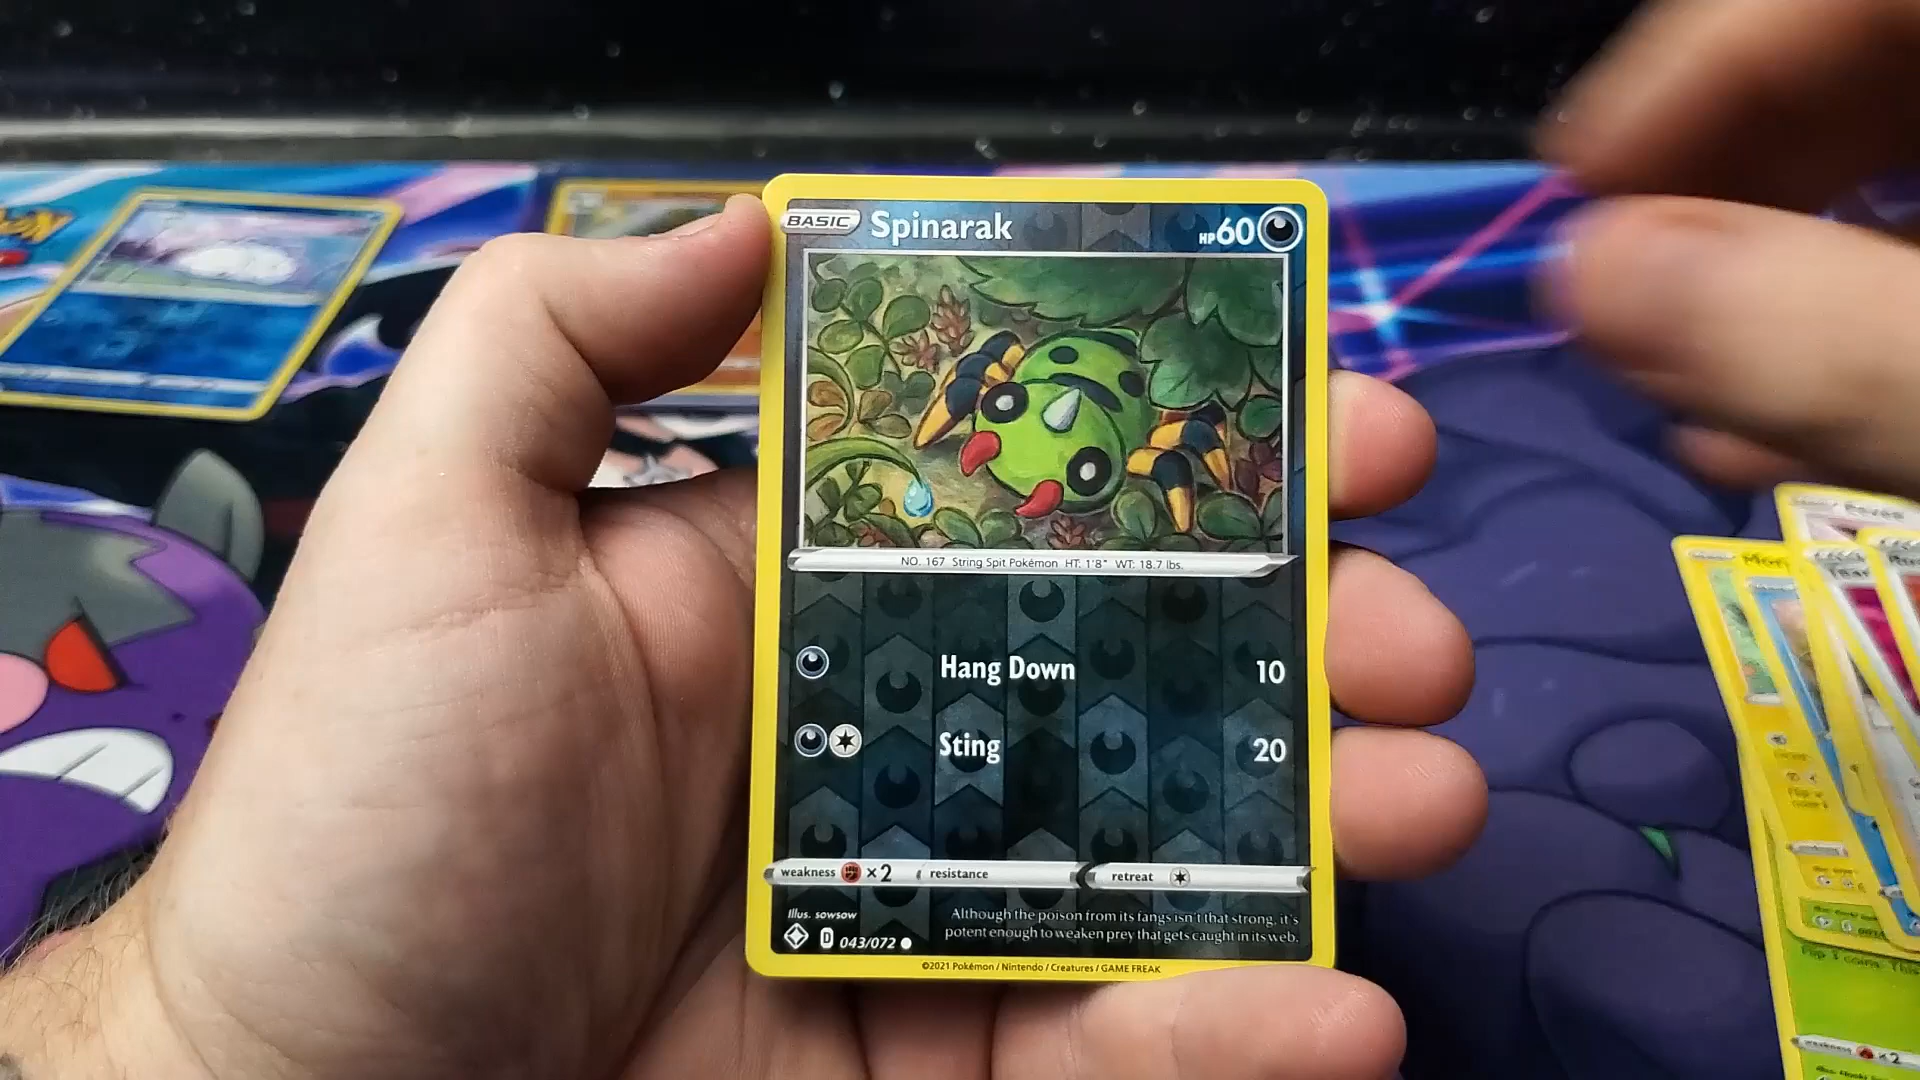 BASIC Spinarak HP 60
NO. 167 String Spit Pokémon HT: 1'8" WT: 18.7 lbs.
Hang Down 10
Sting 20
weakness ×2 resistance retreat
Illus. sowsow
Although the poison from its fangs isn't that strong, it's
potent enough to weaken prey that gets caught in its web.
D 043/072
©2021 Pokémon / Nintendo / Creatures / GAME FREAK
weakness ×2